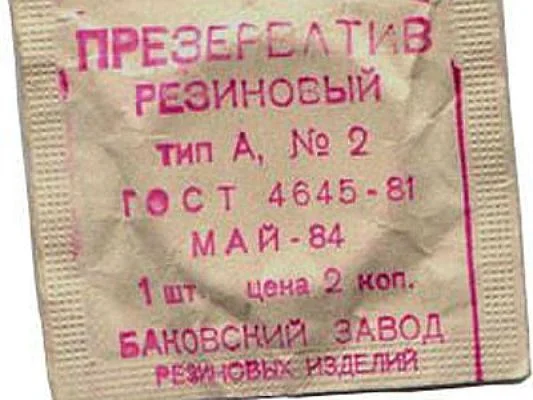 ПРЕЗЕРВАТИВ
РЕЗИНОВЫЙ
тип А, № 2
ГОСТ 4645-81
МАЙ-84
1 шт. цена 2 коп.
БАКОВСКИЙ ЗАВОД
РЕЗИНОВЫХ ИЗДЕЛИЙ